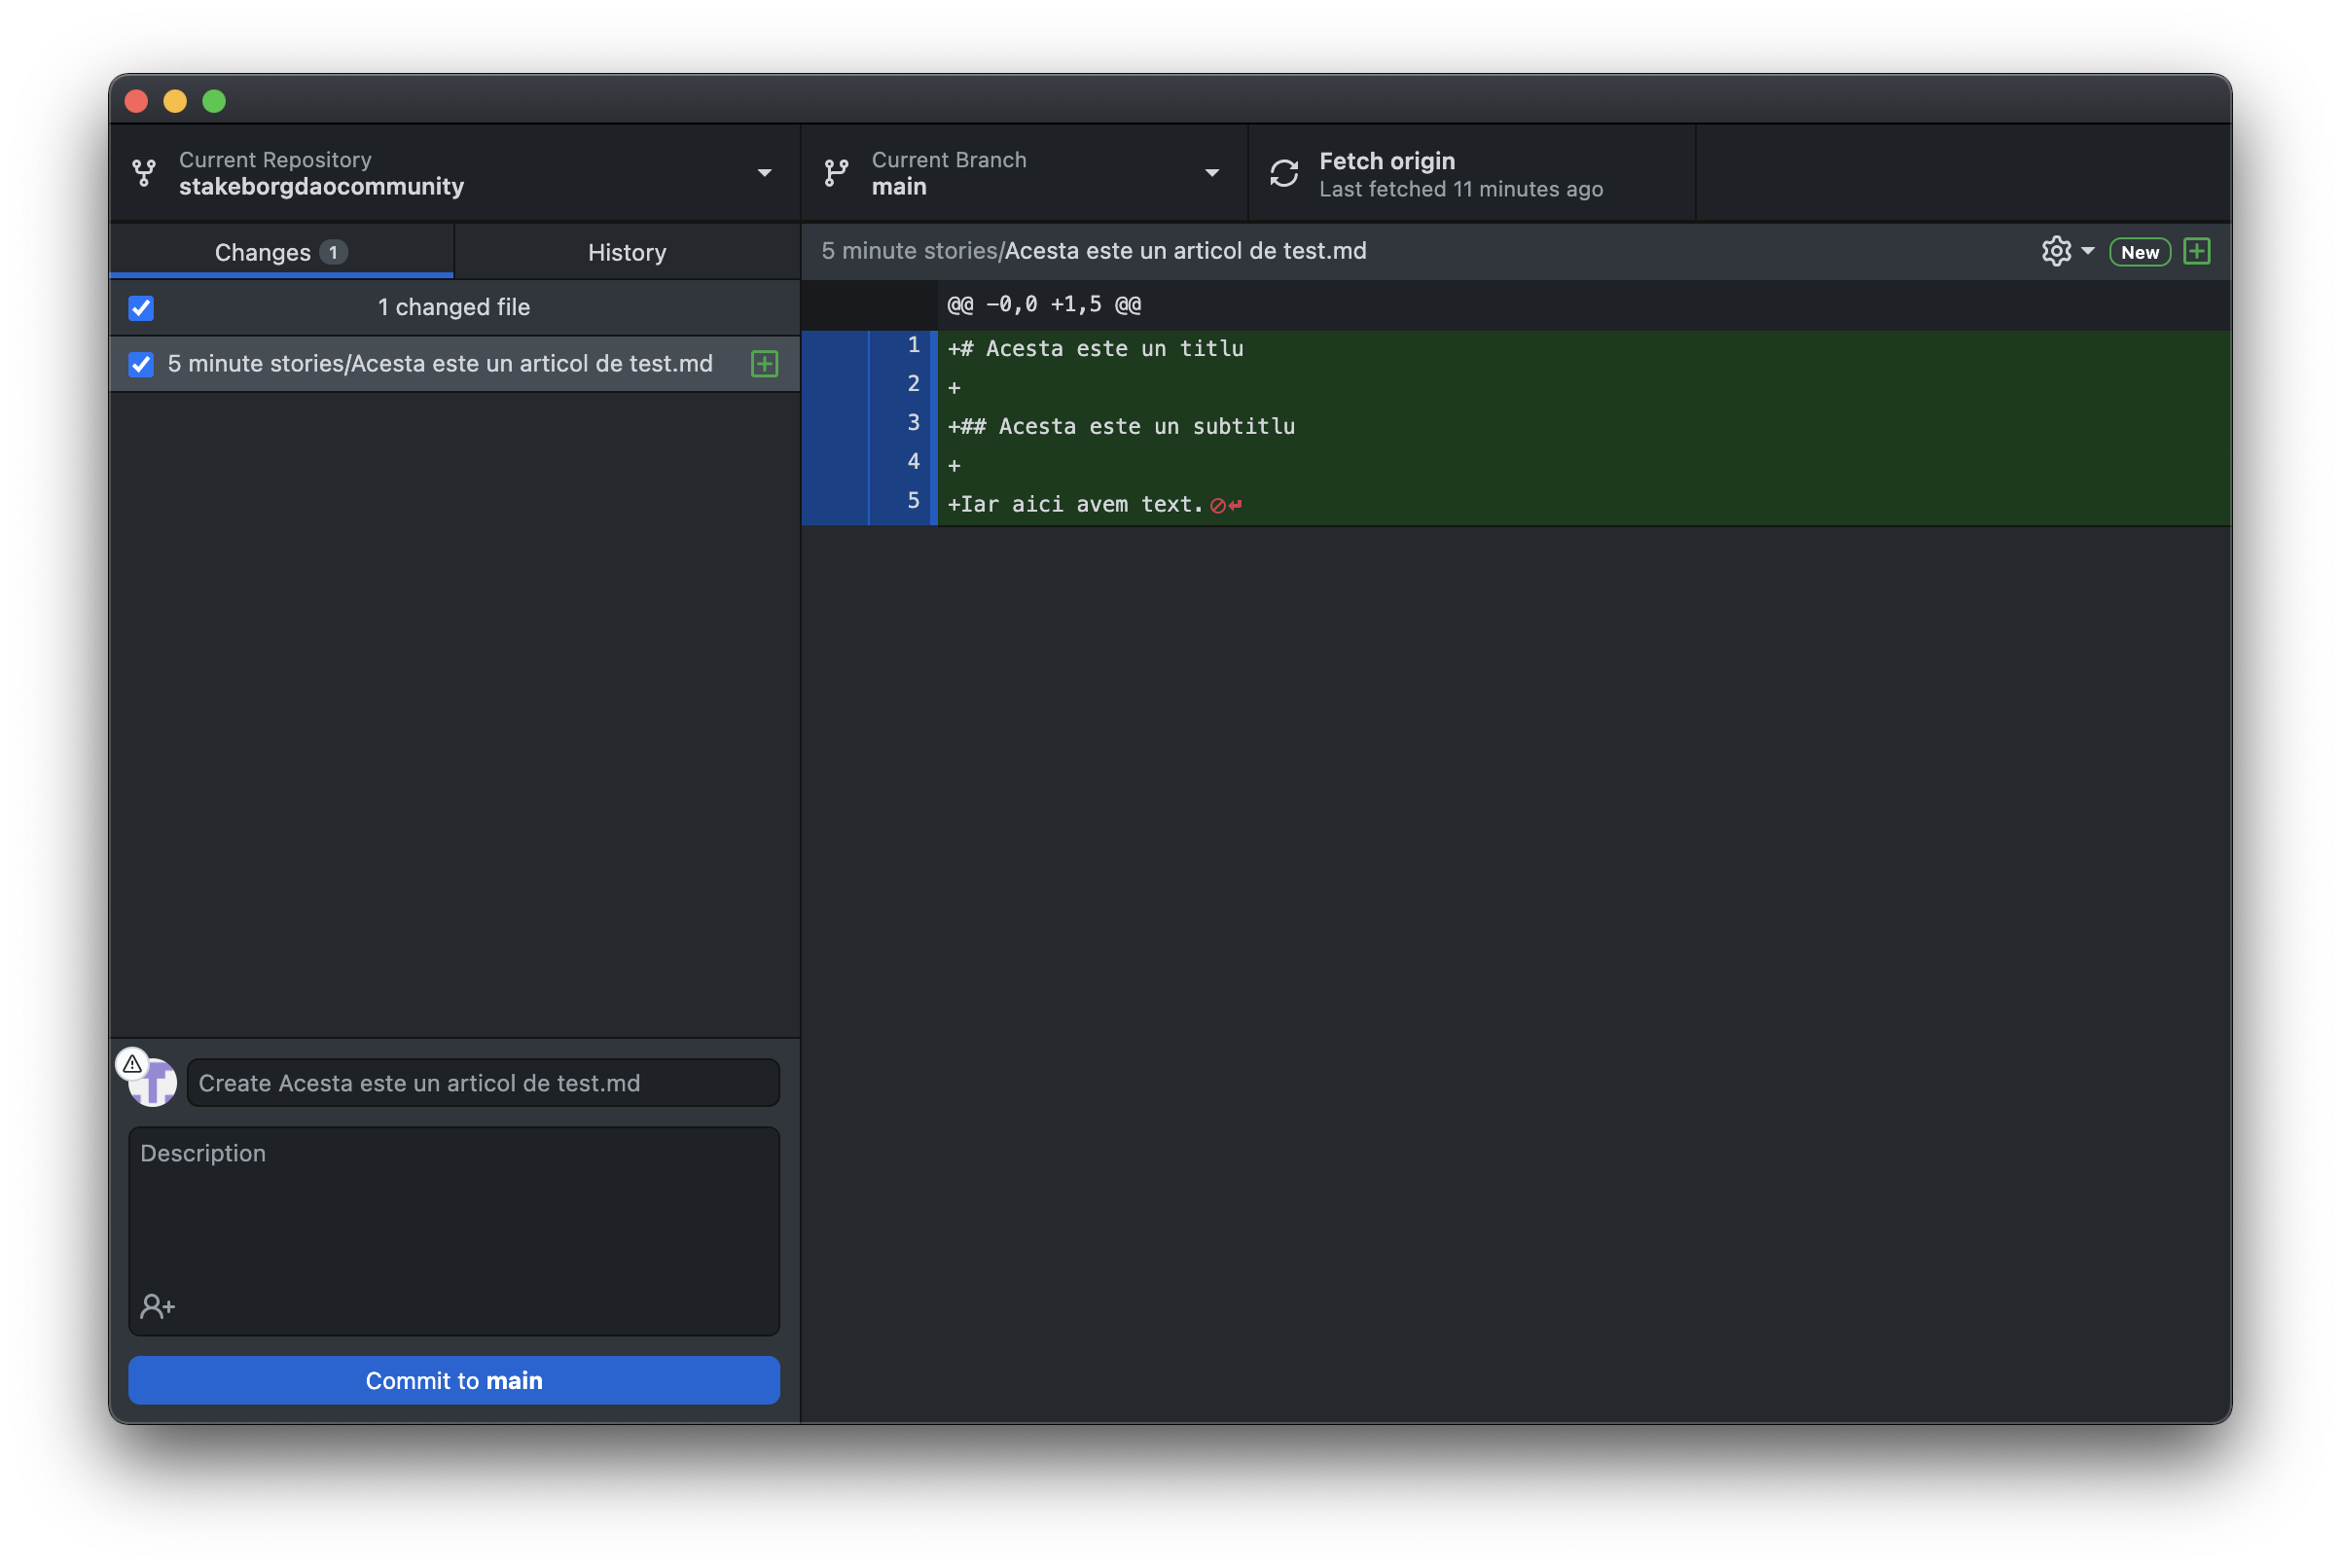 Current Repository
stakeborgdaocommunity
Current Branch
main
Fetch origin
Last fetched 11 minutes ago
Changes 1
History
1 changed file
5 minute stories/Acesta este un articol de test.md
5 minute stories/Acesta este un articol de test.md
New
@@ -0,0 +1,5 @@
1 +# Acesta este un titlu
2 +
3 +## Acesta este un subtitlu
4 +
5 +Iar aici avem text.
Create Acesta este un articol de test.md
Description
Commit to main